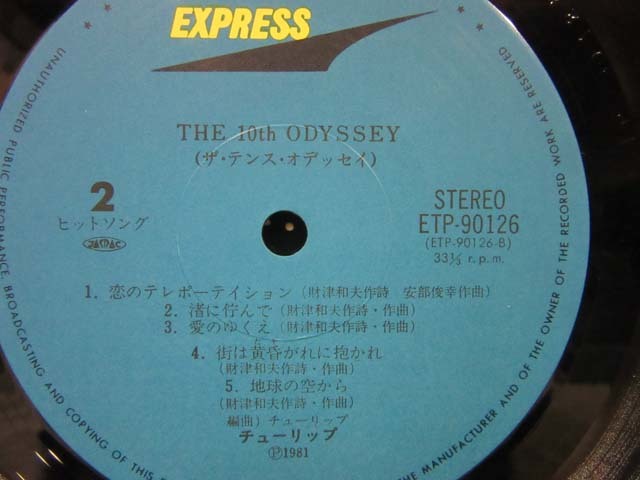 EXPRESS
THE 10th ODYSSEY
(ザ・テンス・オデッセイ)
2
ヒットソング
JASRAC
STEREO
ETP-90126
(ETP-90126-B)
33⅓ r.p.m.
1. 恋のテレポーテイション (財津和夫作詩 安部俊幸作曲)
2. 渚に佇んで (財津和夫作詩・作曲)
3. 愛のゆくえ (財津和夫作詩・作曲)
4. 街は黄昏がれに抱かれ
(財津和夫作詩・作曲)
5. 地球の空から
(財津和夫作詩・作曲)
編曲) チューリップ
チューリップ
Ⓟ1981
UNAUTHORIZED PUBLIC PERFORMANCE, BROADCASTING AND COPYING OF THIS
THE MANUFACTURER AND OF THE OWNER OF THE RECORDED WORK ARE RESERVED